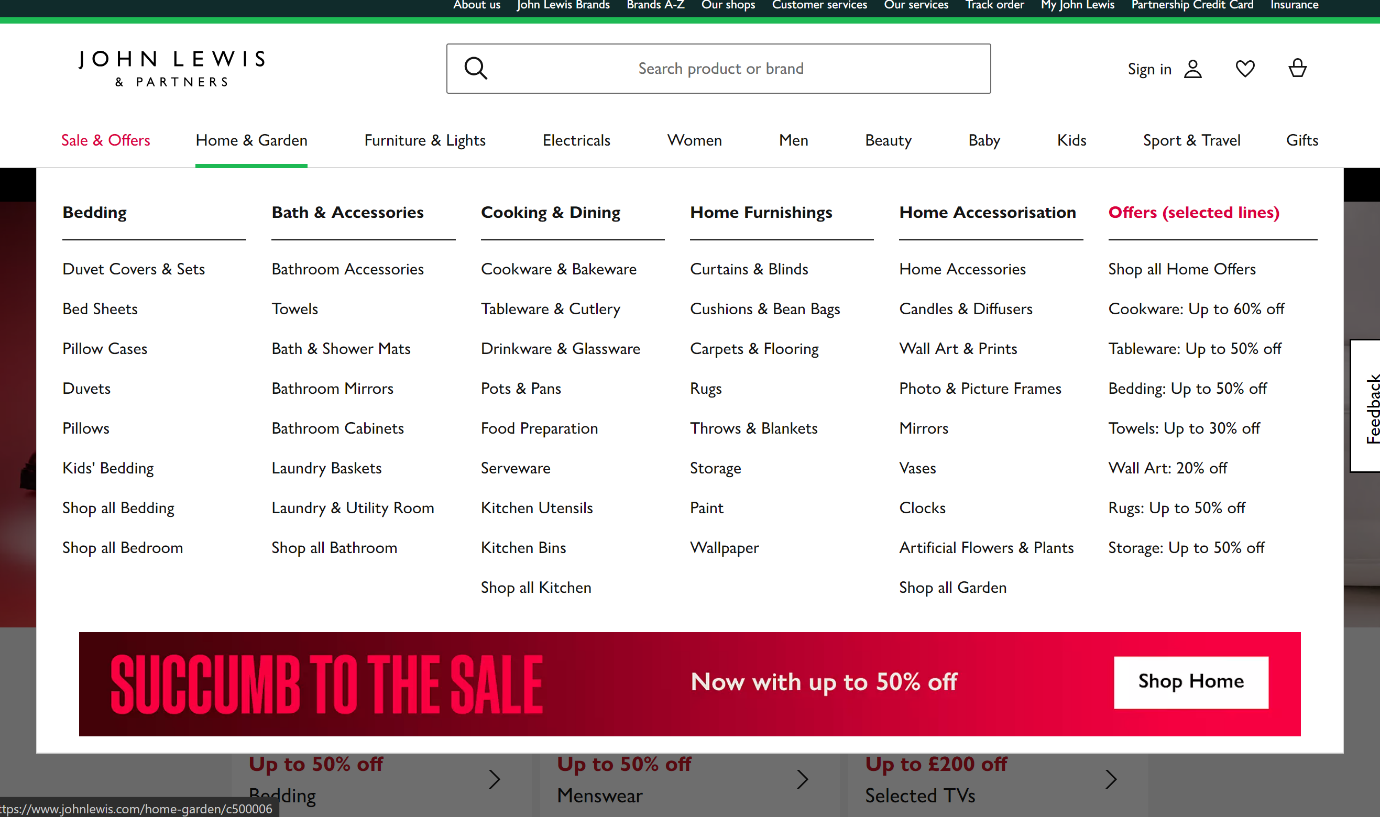 About us John Lewis Brands Brands A-Z Our shops Customer services Our services Track order My John Lewis Partnership Credit Card Insurance
JOHN LEWIS
& PARTNERS
Search product or brand
Sign in
Sale & Offers Home & Garden Furniture & Lights Electricals Women Men Beauty Baby Kids Sport & Travel Gifts
Bedding
Duvet Covers & Sets
Bed Sheets
Pillow Cases
Duvets
Pillows
Kids' Bedding
Shop all Bedding
Shop all Bedroom
Bath & Accessories
Bathroom Accessories
Towels
Bath & Shower Mats
Bathroom Mirrors
Bathroom Cabinets
Laundry Baskets
Laundry & Utility Room
Shop all Bathroom
Cooking & Dining
Cookware & Bakeware
Tableware & Cutlery
Drinkware & Glassware
Pots & Pans
Food Preparation
Serveware
Kitchen Utensils
Kitchen Bins
Shop all Kitchen
Home Furnishings
Curtains & Blinds
Cushions & Bean Bags
Carpets & Flooring
Rugs
Throws & Blankets
Storage
Paint
Wallpaper
Home Accessorisation
Home Accessories
Candles & Diffusers
Wall Art & Prints
Photo & Picture Frames
Mirrors
Vases
Clocks
Artificial Flowers & Plants
Shop all Garden
Offers (selected lines)
Shop all Home Offers
Cookware: Up to 60% off
Tableware: Up to 50% off
Bedding: Up to 50% off
Towels: Up to 30% off
Wall Art: 20% off
Rugs: Up to 50% off
Storage: Up to 50% off
Feedback
SUCCUMB TO THE SALE
Now with up to 50% off
Shop Home
Up to 50% off
Bedding
Up to 50% off
Menswear
Up to £200 off
Selected TVs
ttps://www.johnlewis.com/home-garden/c500006